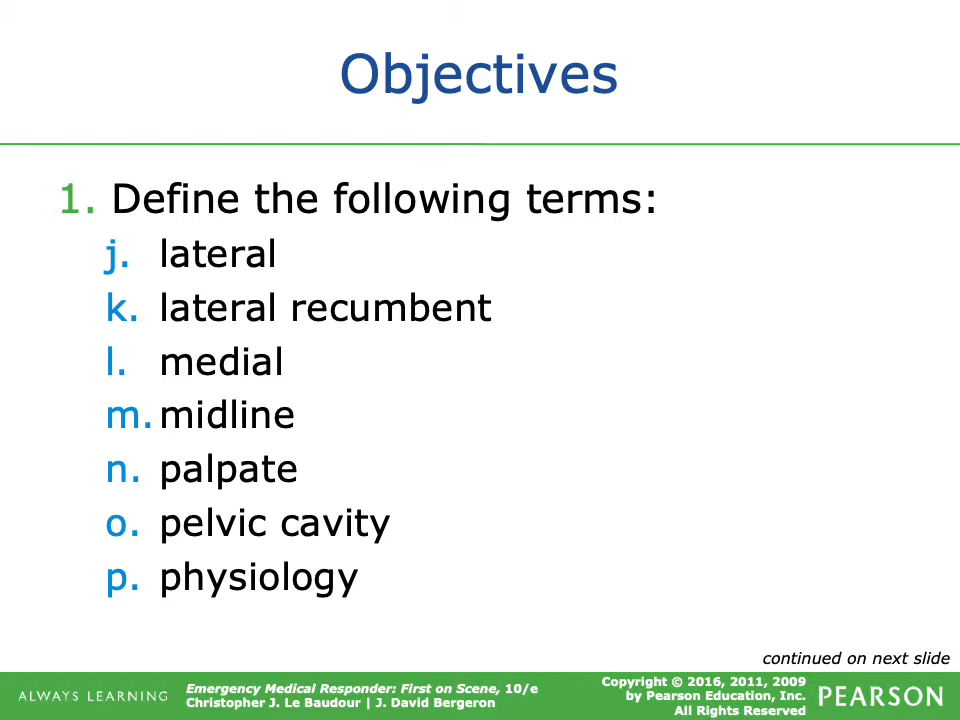 Objectives
1. Define the following terms:
j. lateral
k. lateral recumbent
l. medial
m. midline
n. palpate
o. pelvic cavity
p. physiology
continued on next slide
ALWAYS LEARNING
Emergency Medical Responder: First on Scene, 10/e
Christopher J. Le Baudour | J. David Bergeron
Copyright © 2016, 2011, 2009
by Pearson Education, Inc.
All Rights Reserved
PEARSON